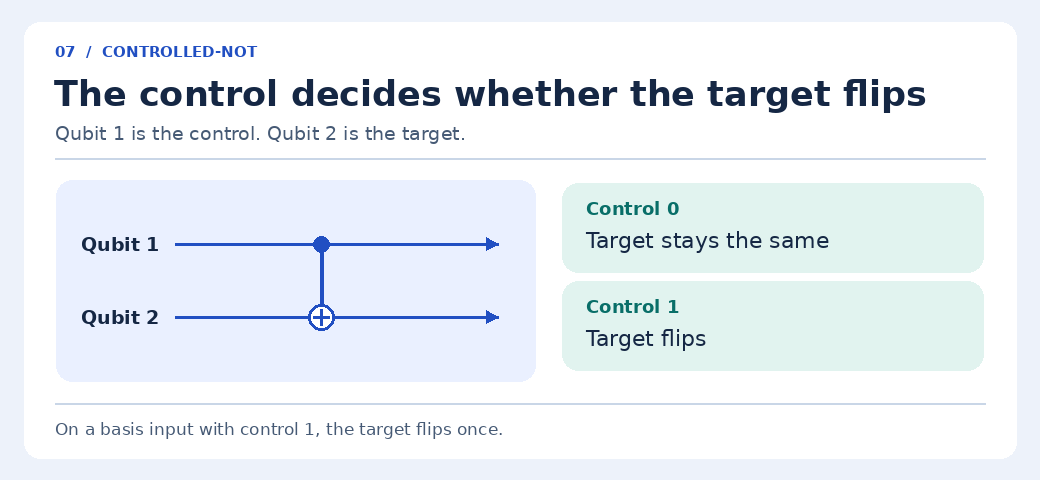 07 / CONTROLLED-NOT
The control decides whether the target flips
Qubit 1 is the control. Qubit 2 is the target.
Qubit 1
Qubit 2
Control 0
Target stays the same
Control 1
Target flips
On a basis input with control 1, the target flips once.